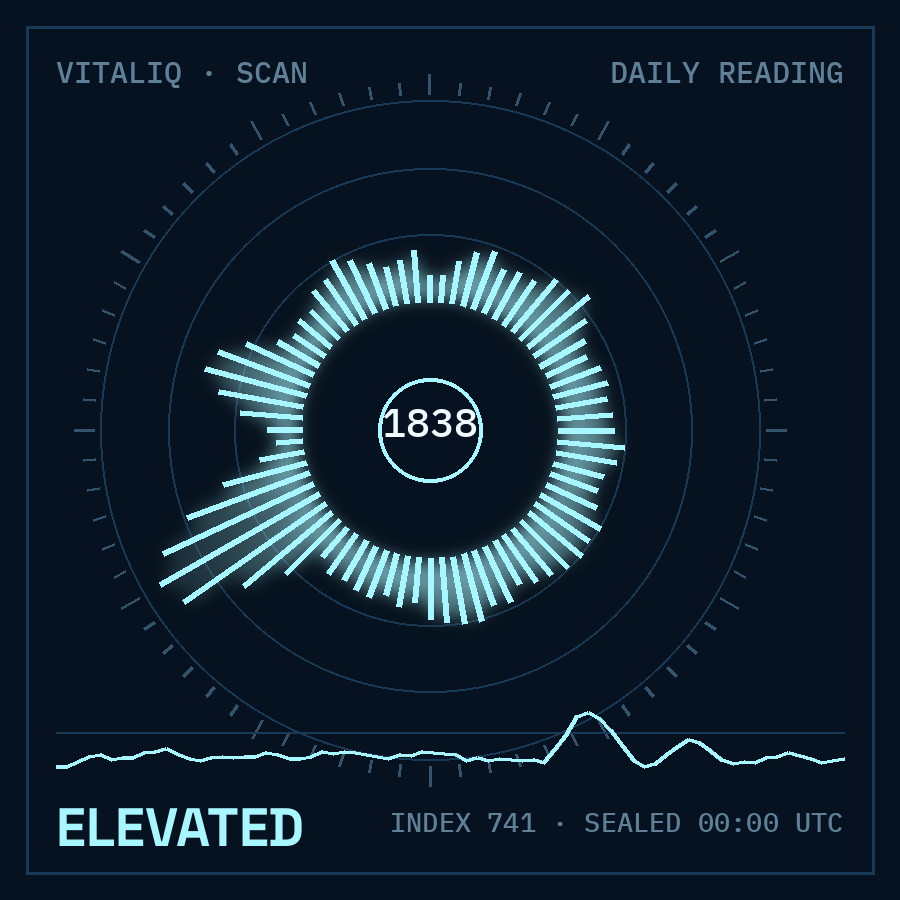 VITALIQ · SCAN
DAILY READING
1838
ELEVATED
INDEX 741 · SEALED 00:00 UTC